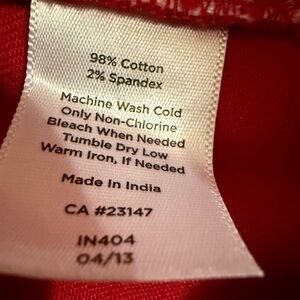 98% Cotton
2% Spandex
Machine Wash Cold
Only Non-Chlorine
Bleach When Needed
Tumble Dry Low
Warm Iron, if Needed
Made in India
CA #23147
IN404
04/13